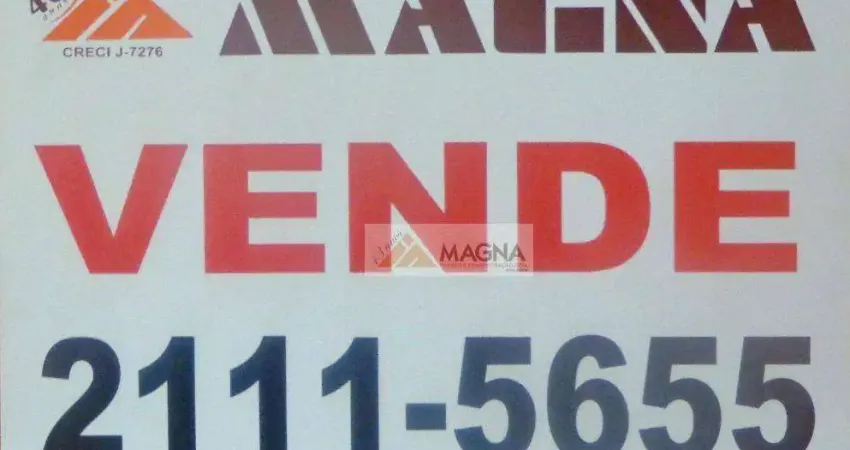 MAGNA
CRECI J-7276
VENDE
MAGNA
2111-5655